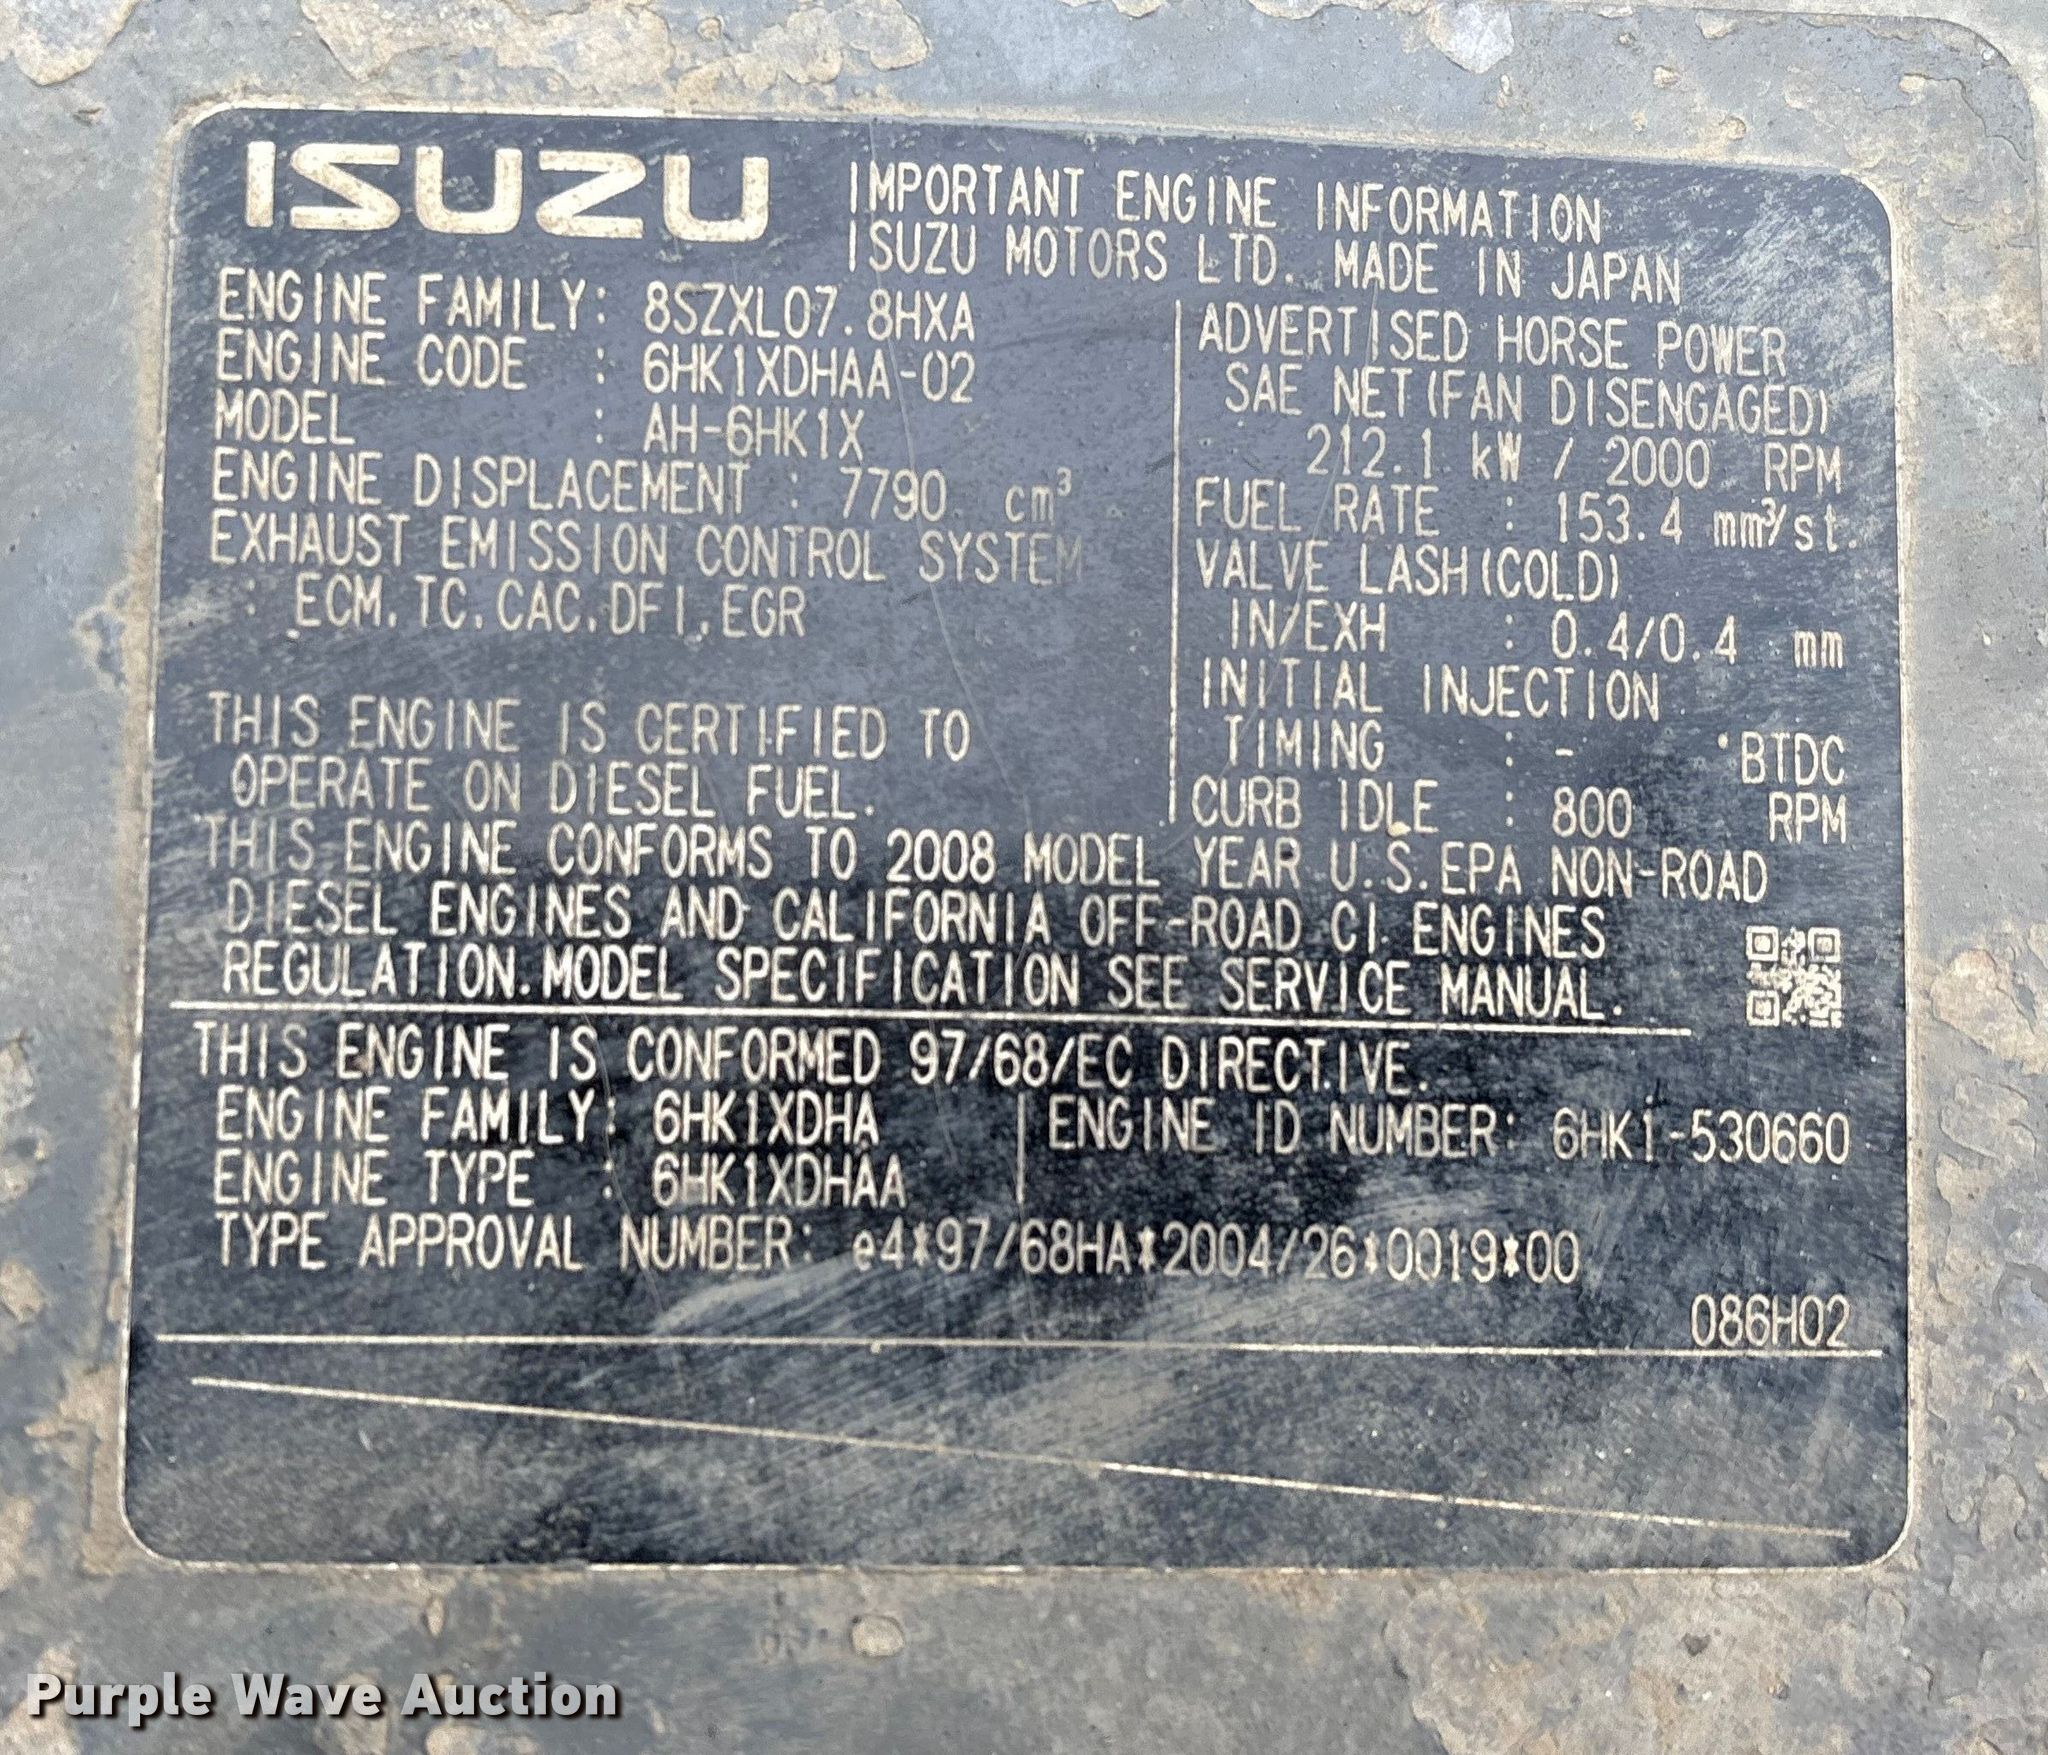 ISUZU
IMPORTANT ENGINE INFORMATION
ISUZU MOTORS LTD. MADE IN JAPAN
ENGINE FAMILY: 8SZXL07.8HXA
ENGINE CODE : 6HK1XDHAA-02
MODEL : AH-6HK1X
ENGINE DISPLACEMENT : 7790 cm³
EXHAUST EMISSION CONTROL SYSTEM
: ECM.TC.CAC.DFI.EGR
THIS ENGINE IS CERTIFIED TO
OPERATE ON DIESEL FUEL.
ADVERTISED HORSE POWER
SAE NET(FAN DISENGAGED)
212.1 kW / 2000 RPM
FUEL RATE : 153.4 mm³/st.
VALVE LASH(COLD)
IN/EXH : 0.4/0.4 mm
INITIAL INJECTION
TIMING : - °BTDC
CURB IDLE : 800 RPM
THIS ENGINE CONFORMS TO 2008 MODEL YEAR U.S.EPA NON-ROAD
DIESEL ENGINES AND CALIFORNIA OFF-ROAD CI ENGINES
REGULATION.MODEL SPECIFICATION SEE SERVICE MANUAL.
THIS ENGINE IS CONFORMED 97/68/EC DIRECTIVE.
ENGINE FAMILY: 6HK1XDHA
ENGINE TYPE : 6HK1XDHAA
ENGINE ID NUMBER: 6HK1-530660
TYPE APPROVAL NUMBER: e4*97/68HA*2004/26*0019*00
086H02
Purple Wave Auction